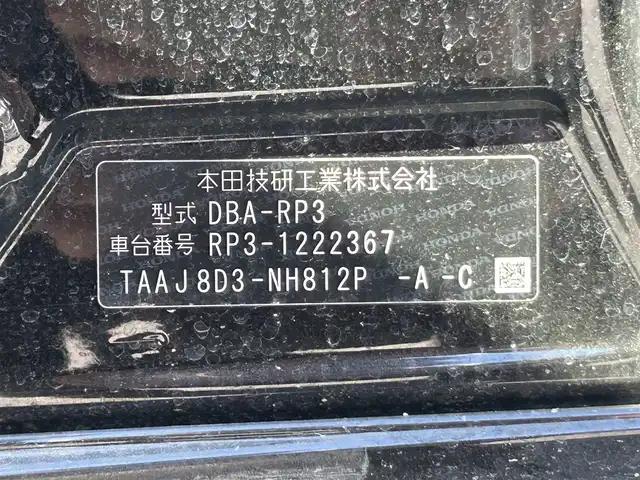 本田技研工業株式会社
型式 DBA-RP3
車台番号 RP3-1222367
TAAJ8D3-NH812P -A -C